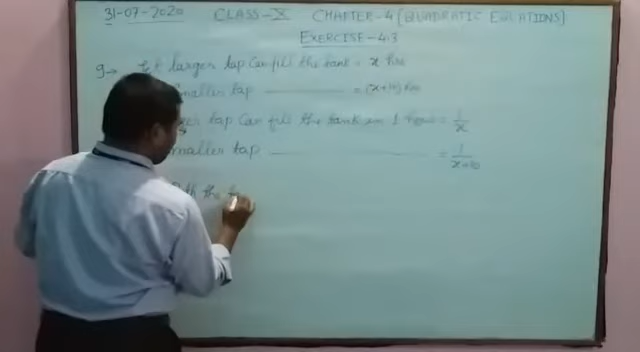 31-07-2020 CLASS-X CHAPTER-4 (QUADRATIC EQUATIONS)
EXERCISE-4.3
9→ larger tap can fill the tank = x hrs
smaller tap ———— = (x+10) hrs
tap can fill the tank in 1 hour = 1/x
smaller tap ———— = 1/x+10
the